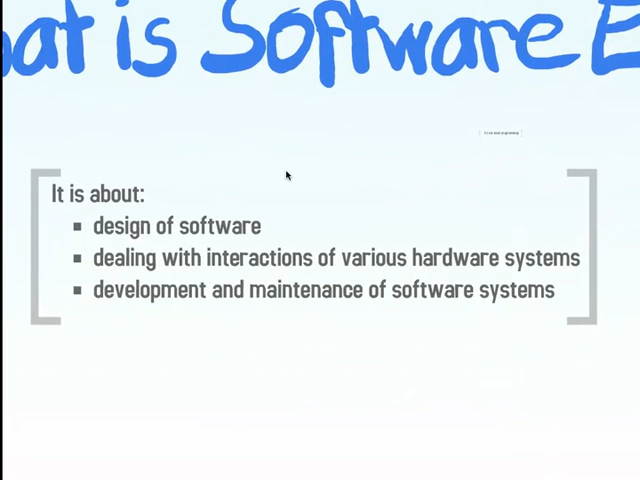 at is Software E
It is about:
design of software
dealing with interactions of various hardware systems
development and maintenance of software systems